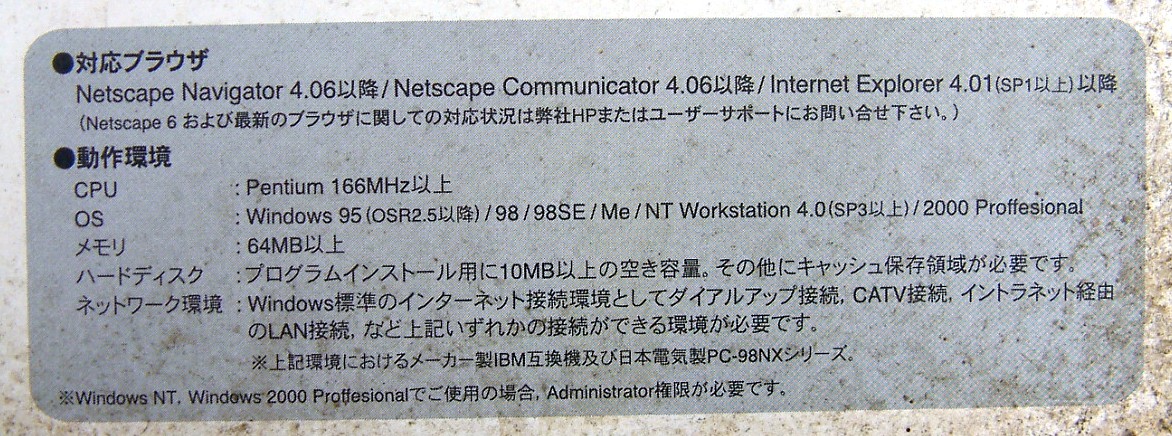 ●対応ブラウザ
Netscape Navigator 4.06以降/Netscape Communicator 4.06以降/Internet Explorer 4.01(SP1以上)以降
(Netscape 6 および最新のブラウザに関しての対応状況は弊社HPまたはユーザーサポートにお問い合せ下さい。)
●動作環境
CPU : Pentium 166MHz以上
OS : Windows 95(OSR2.5以降)/98/98SE/Me/NT Workstation 4.0(SP3以上)/2000 Proffesional
メモリ : 64MB以上
ハードディスク : プログラムインストール用に10MB以上の空き容量。その他にキャッシュ保存領域が必要です。
ネットワーク環境 : Windows標準のインターネット接続環境としてダイアルアップ接続, CATV接続, イントラネット経由
のLAN接続, など上記いずれかの接続ができる環境が必要です。
※上記環境におけるメーカー製IBM互換機及び日本電気製PC-98NXシリーズ。
※Windows NT, Windows 2000 Proffesionalでご使用の場合, Administrator権限が必要です。